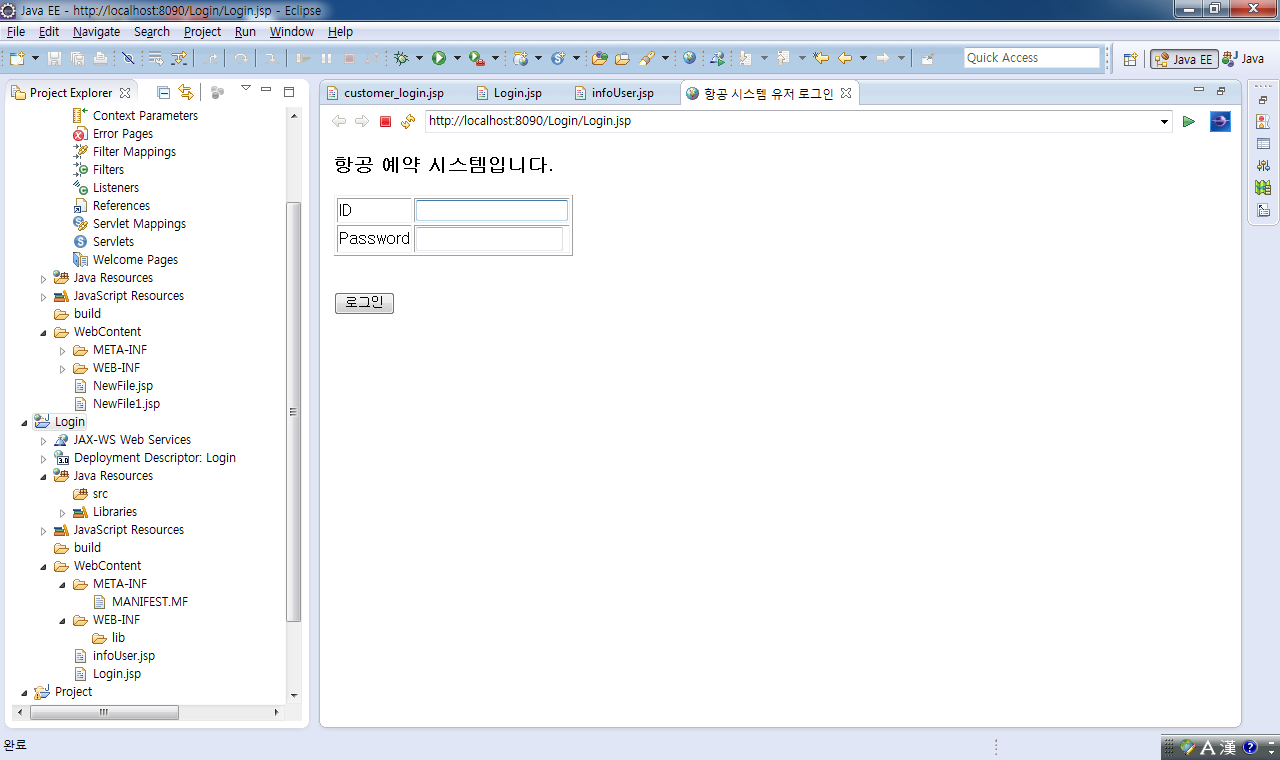 Java EE - http://localhost:8090/Login/Login.jsp - Eclipse
File Edit Navigate Search Project Run Window Help
Quick Access
Java EE
Java
Project Explorer
Context Parameters
Error Pages
Filter Mappings
Filters
Listeners
References
Servlet Mappings
Servlets
Welcome Pages
Java Resources
JavaScript Resources
build
WebContent
META-INF
WEB-INF
NewFile.jsp
NewFile1.jsp
Login
JAX-WS Web Services
Deployment Descriptor: Login
Java Resources
src
Libraries
JavaScript Resources
build
WebContent
META-INF
MANIFEST.MF
WEB-INF
lib
infoUser.jsp
Login.jsp
Project
customer_login.jsp
Login.jsp
infoUser.jsp
항공 시스템 유저 로그인
http://localhost:8090/Login/Login.jsp
항공 예약 시스템입니다.
ID
Password
로그인
완료
A 漢